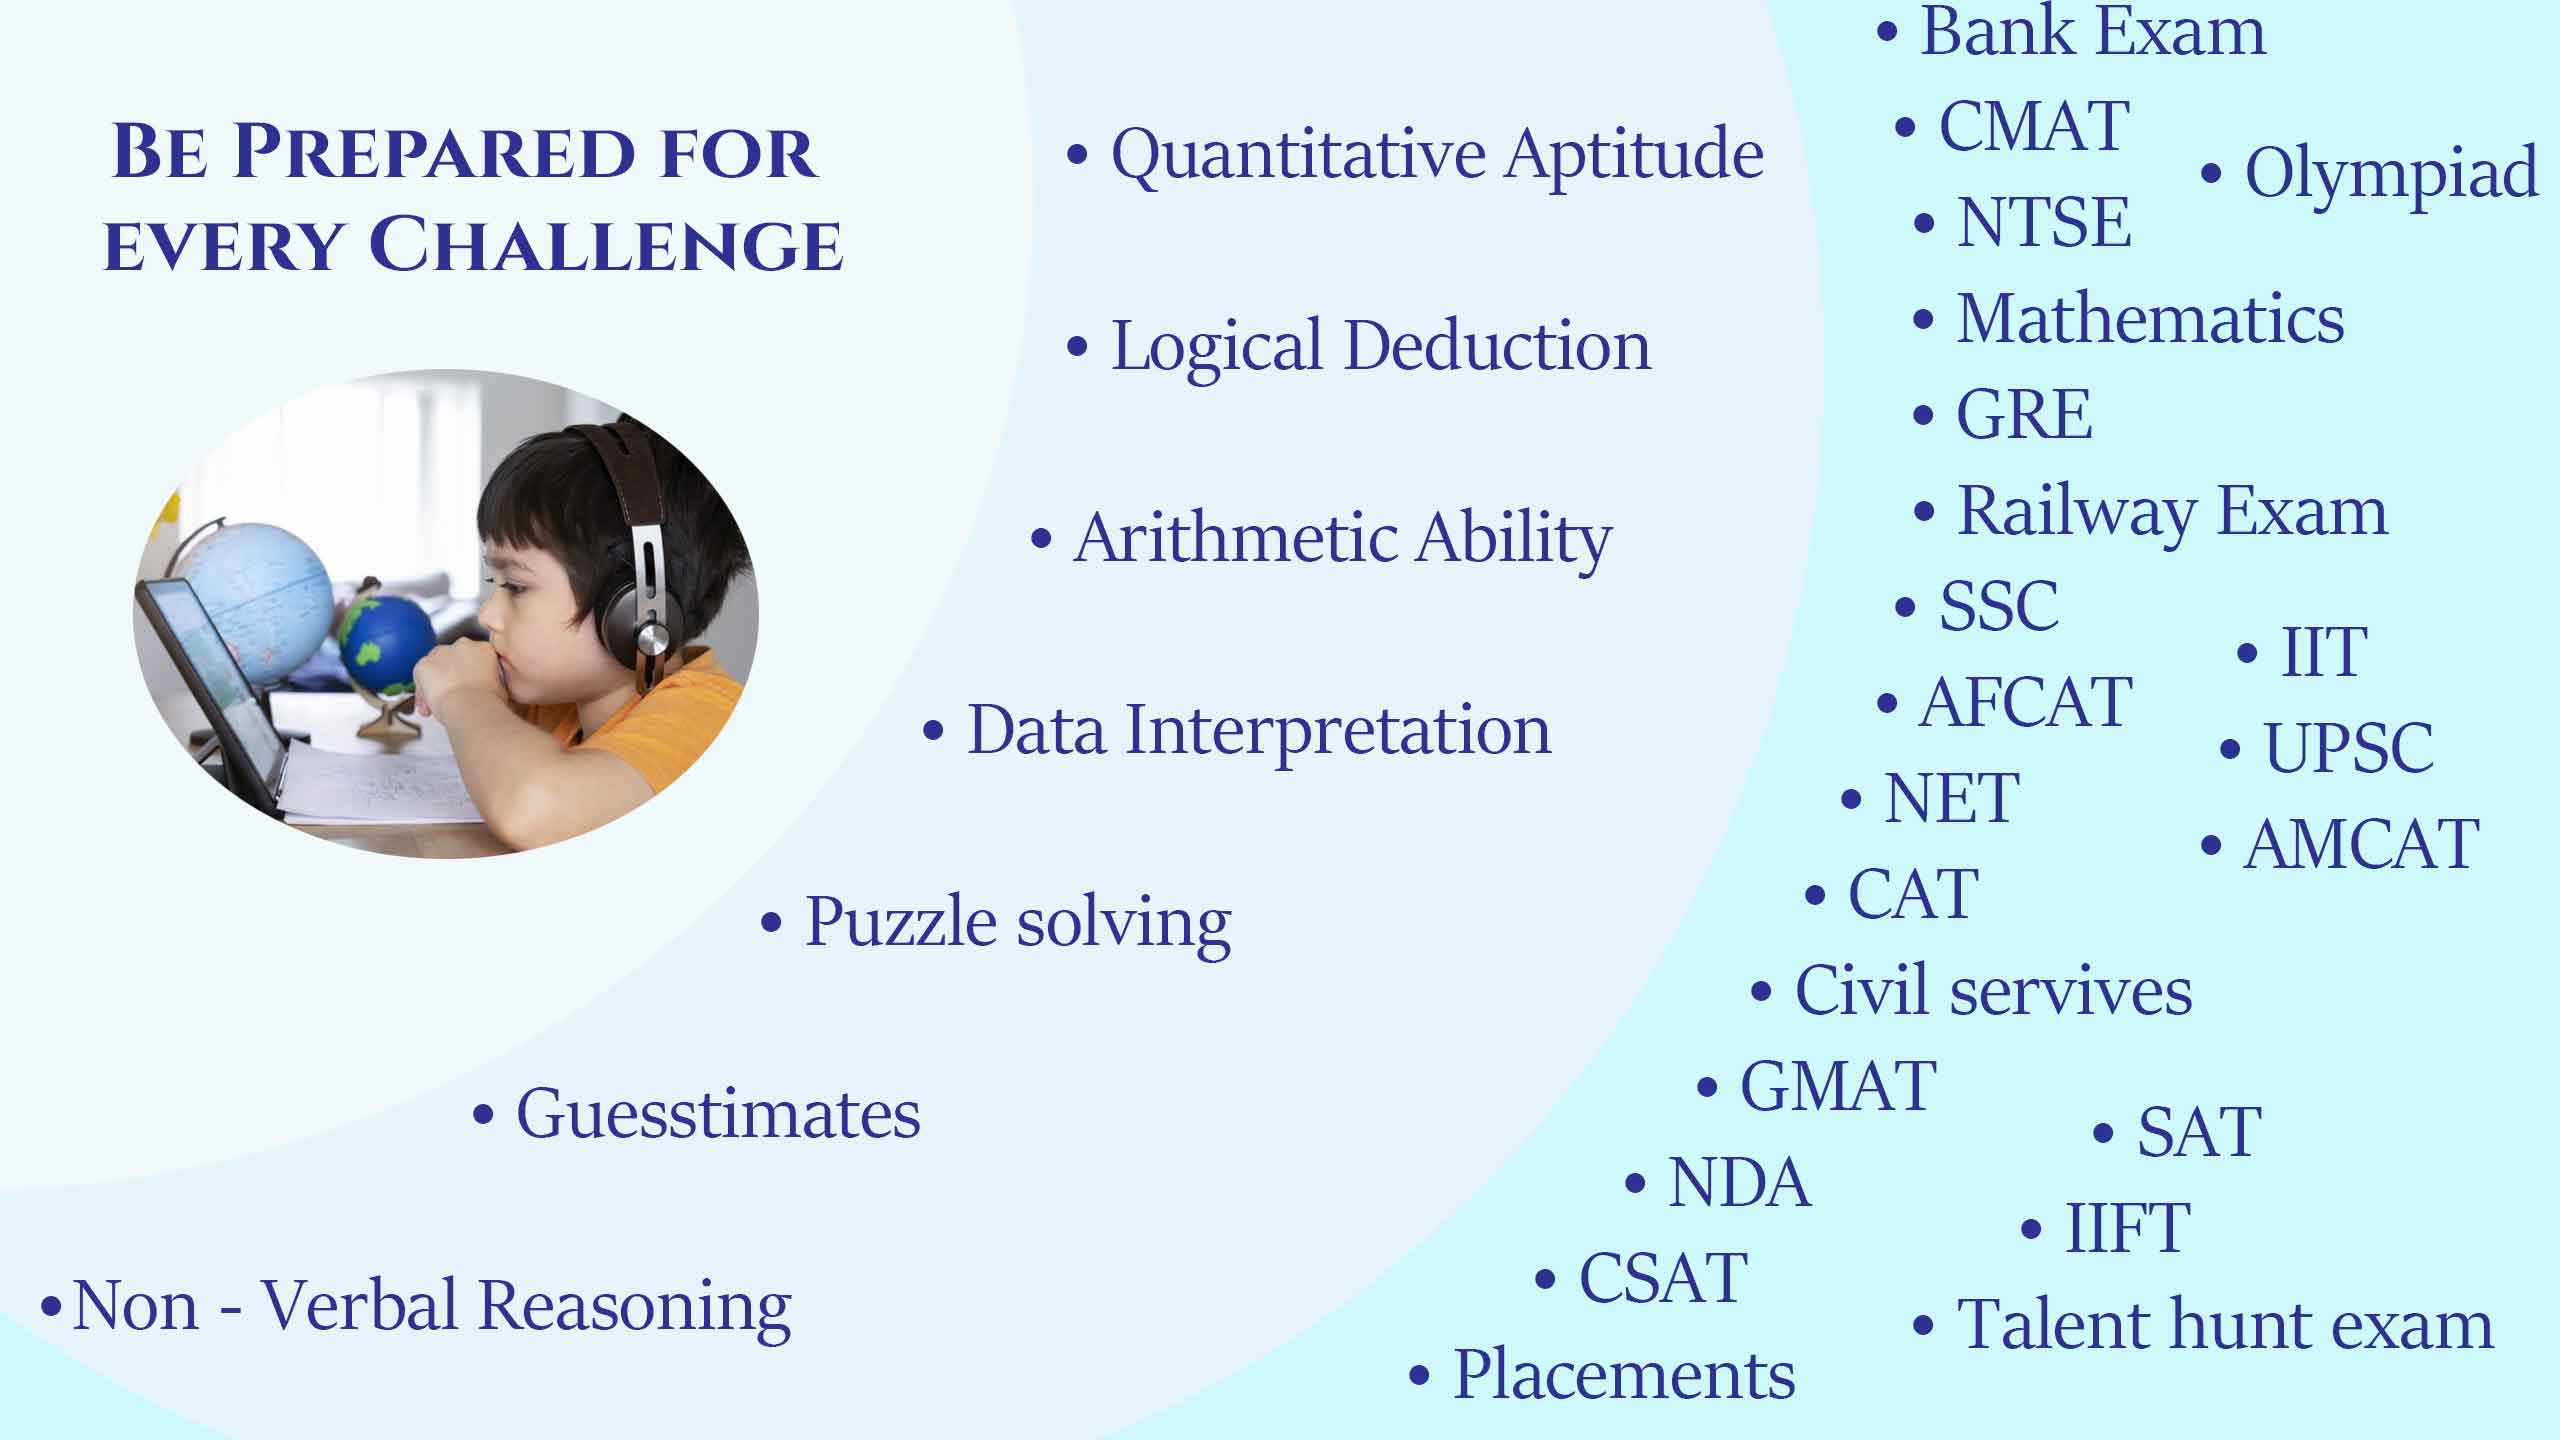 Be Prepared for
every Challenge
• Quantitative Aptitude
• Logical Deduction
• Arithmetic Ability
• Data Interpretation
• Puzzle solving
• Guesstimates
• Non - Verbal Reasoning
• Bank Exam
• CMAT
• NTSE
• Mathematics
• GRE
• Railway Exam
• SSC
• AFCAT
• NET
• CAT
• Civil servives
• GMAT
• NDA
• CSAT
• Placements
• Olympiad
• IIT
• UPSC
• AMCAT
• SAT
• IIFT
• Talent hunt exam